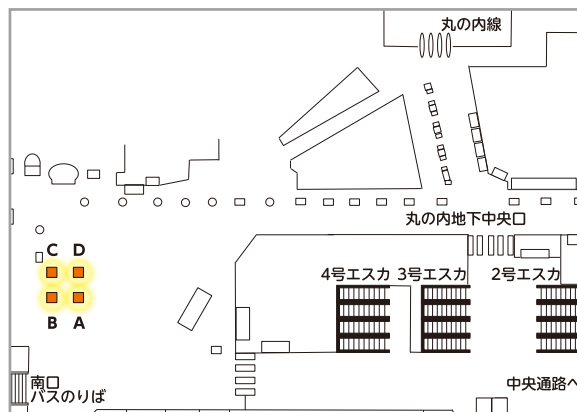 丸の内線
丸の内地下中央口
C D
4号エスカ 3号エスカ 2号エスカ
B A
南口
バスのりば
中央通路へ